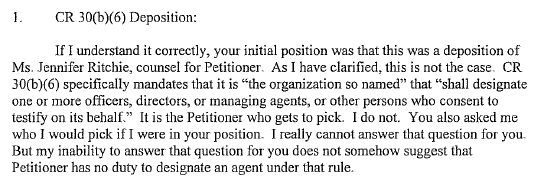 1. CR 30(b)(6) Deposition:
If I understand it correctly, your initial position was that this was a deposition of
Ms. Jennifer Ritchie, counsel for Petitioner. As I have clarified, this is not the case. CR
30(b)(6) specifically mandates that it is “the organization so named” that “shall designate
one or more officers, directors, or managing agents, or other persons who consent to
testify on its behalf.” It is the Petitioner who gets to pick. I do not. You also asked me
who I would pick if I were in your position. I really cannot answer that question for you.
But my inability to answer that question for you does not somehow suggest that
Petitioner has no duty to designate an agent under that rule.